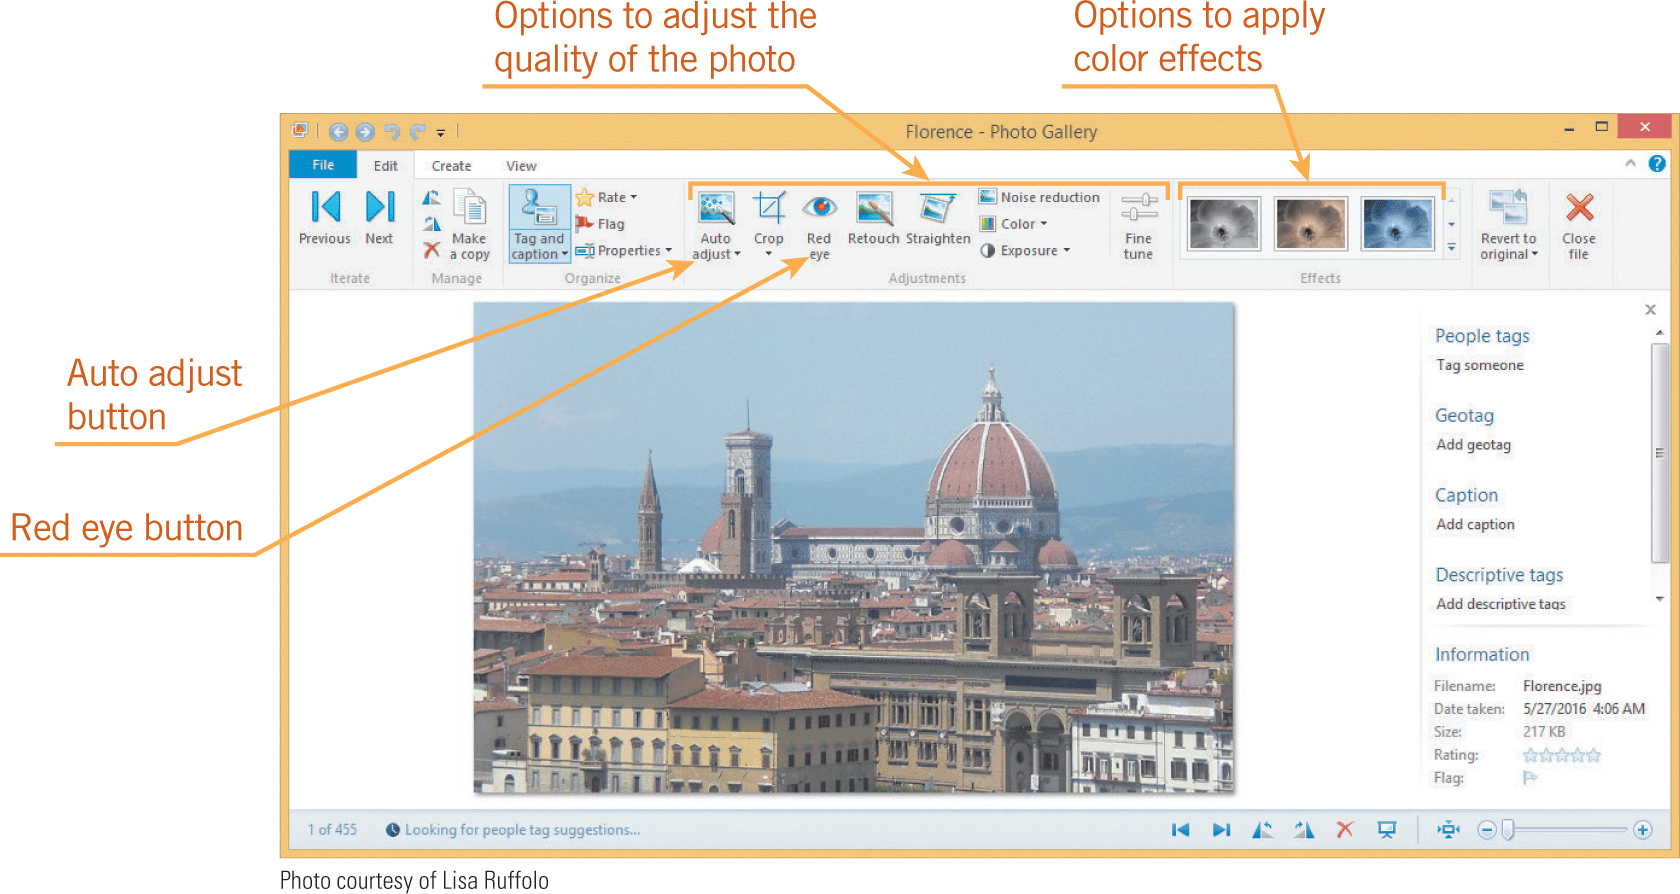 Options to adjust the
quality of the photo
Options to apply
color effects
Florence - Photo Gallery
File
Edit
Create
View
Previous
Next
Make
a copy
Tag and
caption
Rate
Flag
Properties
Auto
adjust
Crop
Red
eye
Retouch
Straighten
Noise reduction
Color
Exposure
Fine
tune
Revert to
original
Close
file
Iterate
Manage
Organize
Adjustments
Effects
Auto adjust
button
Red eye button
People tags
Tag someone
Geotag
Add geotag
Caption
Add caption
Descriptive tags
Add descriptive tags
Information
Filename: Florence.jpg
Date taken: 5/27/2016 4:06 AM
Size: 217 KB
Rating:
Flag:
1 of 455
Looking for people tag suggestions...
Photo courtesy of Lisa Ruffolo